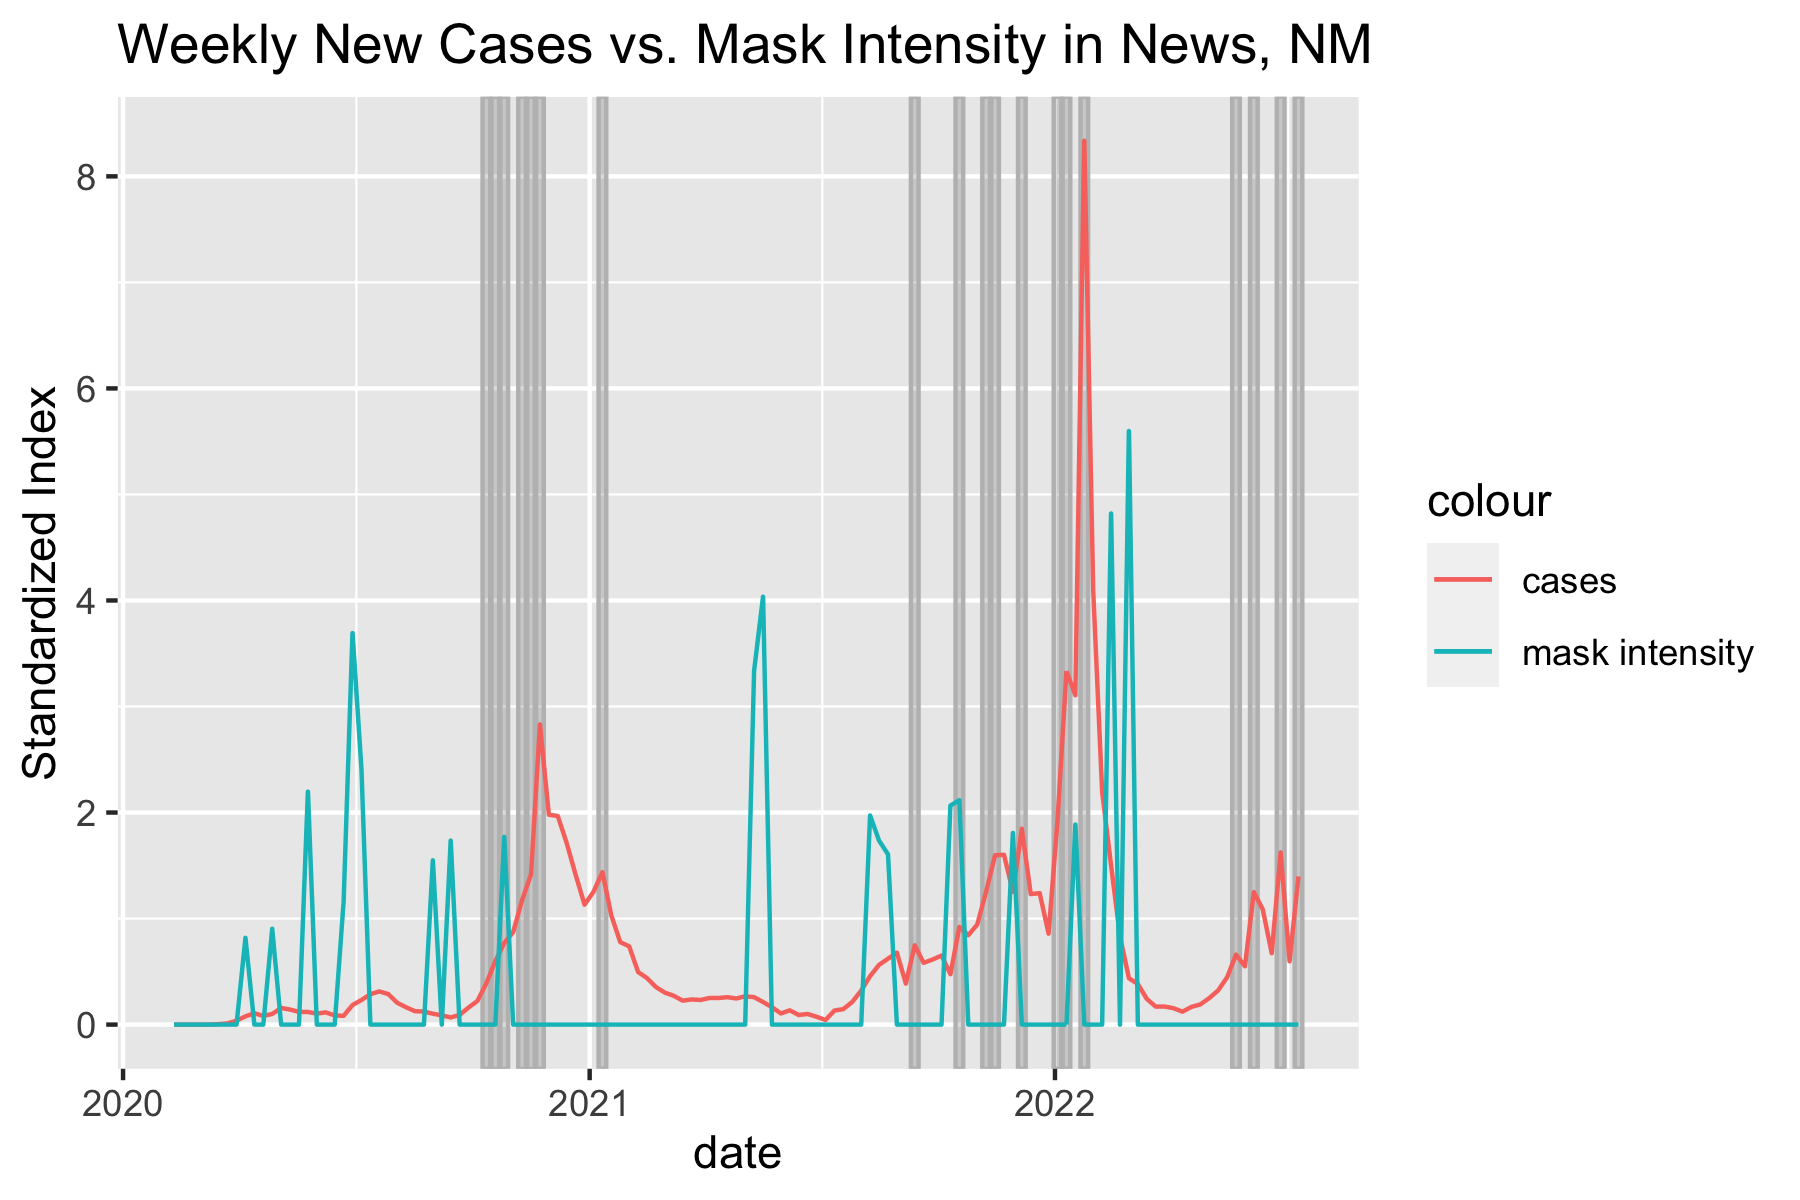 Weekly New Cases vs. Mask Intensity in News, NM
Standardized Index
8
6
4
2
0
2020
2021
2022
date
colour
cases
mask intensity